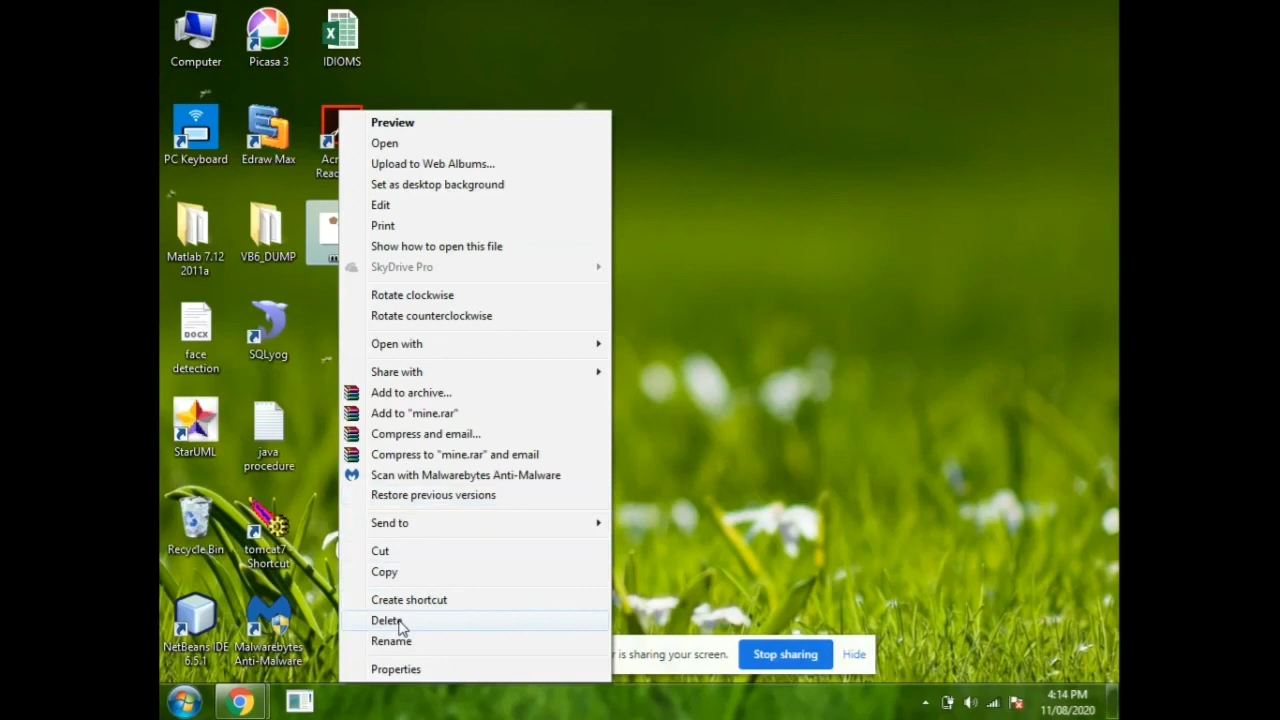 Computer
Picasa 3
IDIOMS
PC Keyboard
Edraw Max
Matlab 7.12
2011a
VB6_DUMP
face
detection
SQLyog
StarUML
java
procedure
Recycle Bin
tomcat7
Shortcut
NetBeans IDE
6.5.1
Malwarebytes
Anti-Malware
DOCX
Preview
Open
Upload to Web Albums...
Set as desktop background
Edit
Print
Show how to open this file
SkyDrive Pro
Rotate clockwise
Rotate counterclockwise
Open with
Share with
Add to archive...
Add to "mine.rar"
Compress and email...
Compress to "mine.rar" and email
Scan with Malwarebytes Anti-Malware
Restore previous versions
Send to
Cut
Copy
Create shortcut
Delete
Rename
Properties
is sharing your screen.
Stop sharing
Hide
4:14 PM
11/08/2020